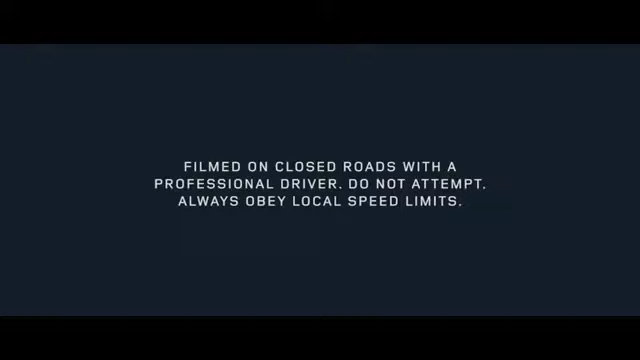 FILMED ON CLOSED ROADS WITH A
PROFESSIONAL DRIVER. DO NOT ATTEMPT.
ALWAYS OBEY LOCAL SPEED LIMITS.